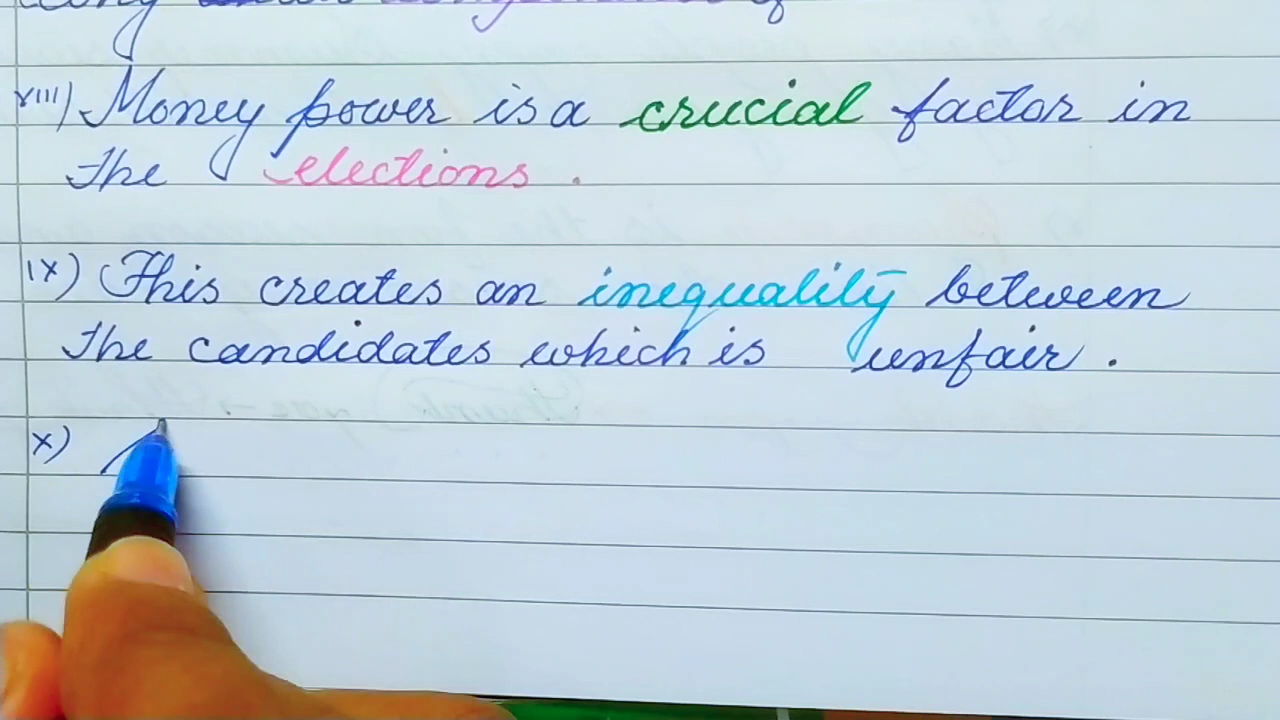 viii) Money power is a crucial factor in
the elections.
ix) This creates an inequality between
the candidates which is unfair.
x)